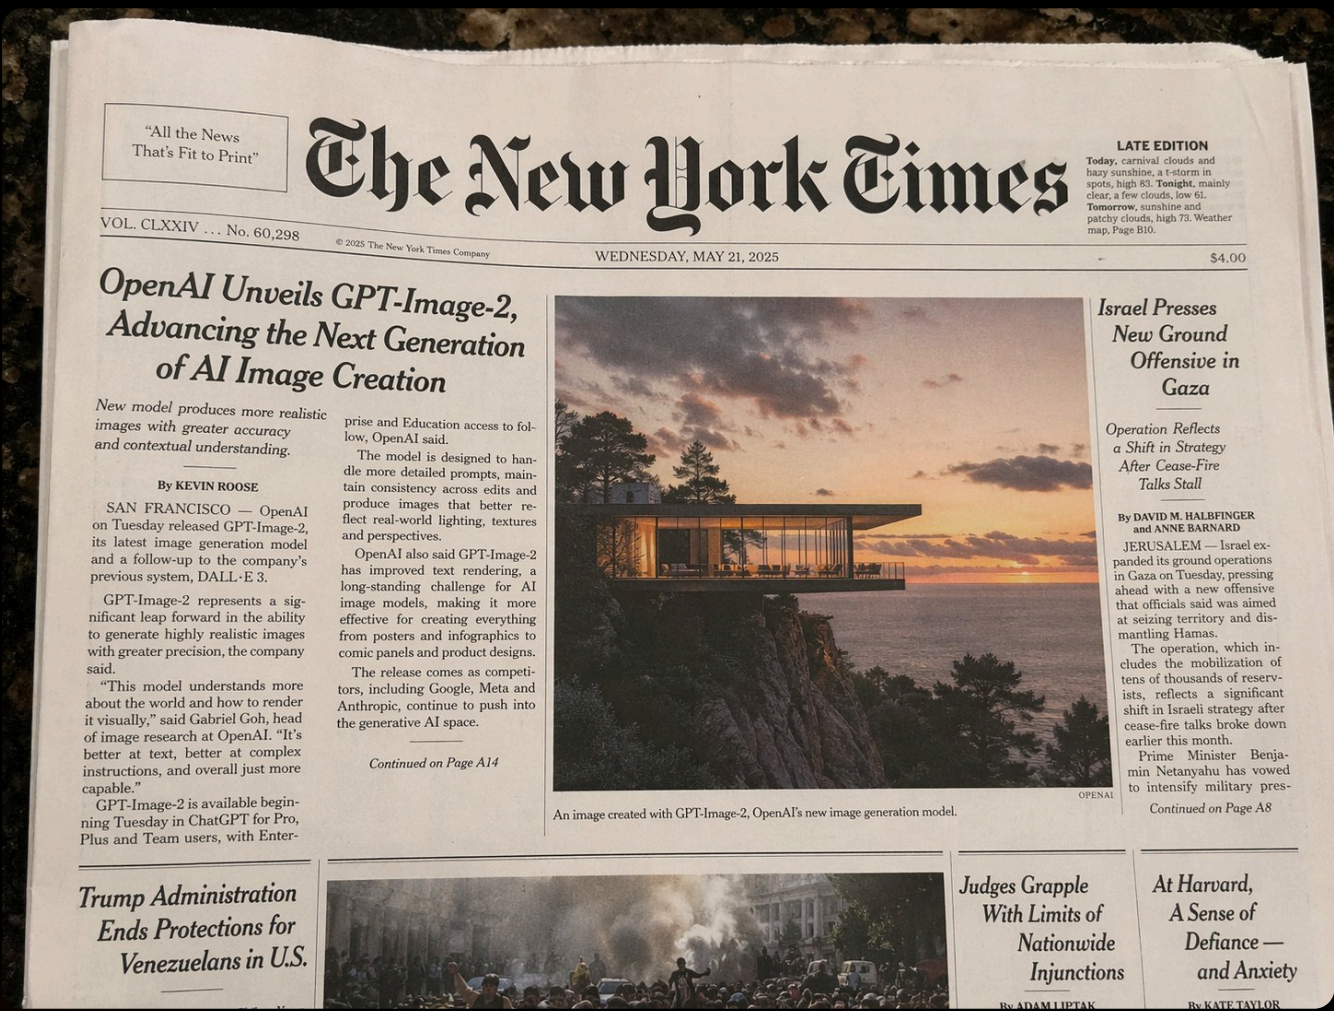 “All the News
That’s Fit to Print”
The New York Times
LATE EDITION
Today, carnival clouds and
hazy sunshine, a t-storm in
spots, high 83. Tonight, mainly
clear, a few clouds, low 61.
Tomorrow, sunshine and
patchy clouds, high 73. Weather
map, Page B10.
VOL. CLXXIV ... No. 60,298
© 2025 The New York Times Company
WEDNESDAY, MAY 21, 2025
$4.00
OpenAI Unveils GPT-Image-2,
Advancing the Next Generation
of AI Image Creation
New model produces more realistic
images with greater accuracy
and contextual understanding.
By KEVIN ROOSE
SAN FRANCISCO — OpenAI
on Tuesday released GPT-Image-2,
its latest image generation model
and a follow-up to the company’s
previous system, DALL·E 3.
GPT-Image-2 represents a sig-
nificant leap forward in the ability
to generate highly realistic images
with greater precision, the company
said.
“This model understands more
about the world and how to render
it visually,” said Gabriel Goh, head
of image research at OpenAI. “It’s
better at text, better at complex
instructions, and overall just more
capable.”
GPT-Image-2 is available begin-
ning Tuesday in ChatGPT for Pro,
Plus and Team users, with Enter-
prise and Education access to fol-
low, OpenAI said.
The model is designed to han-
dle more detailed prompts, main-
tain consistency across edits and
produce images that better re-
flect real-world lighting, textures
and perspectives.
OpenAI also said GPT-Image-2
has improved text rendering, a
long-standing challenge for AI
image models, making it more
effective for creating everything
from posters and infographics to
comic panels and product designs.
The release comes as competi-
tors, including Google, Meta and
Anthropic, continue to push into
the generative AI space.
Continued on Page A14
OPENAI
An image created with GPT-Image-2, OpenAI’s new image generation model.
Israel Presses
New Ground
Offensive in
Gaza
Operation Reflects
a Shift in Strategy
After Cease-Fire
Talks Stall
By DAVID M. HALBFINGER
and ANNE BARNARD
JERUSALEM — Israel ex-
panded its ground operations
in Gaza on Tuesday, pressing
ahead with a new offensive
that officials said was aimed
at seizing territory and dis-
mantling Hamas.
The operation, which in-
cludes the mobilization of
tens of thousands of reserv-
ists, reflects a significant
shift in Israeli strategy after
cease-fire talks broke down
earlier this month.
Prime Minister Benja-
min Netanyahu has vowed
to intensify military pres-
Continued on Page A8
Trump Administration
Ends Protections for
Venezuelans in U.S.
Judges Grapple
With Limits of
Nationwide
Injunctions
By ADAM LIPTAK
At Harvard,
A Sense of
Defiance —
and Anxiety
By KATE TAYLOR